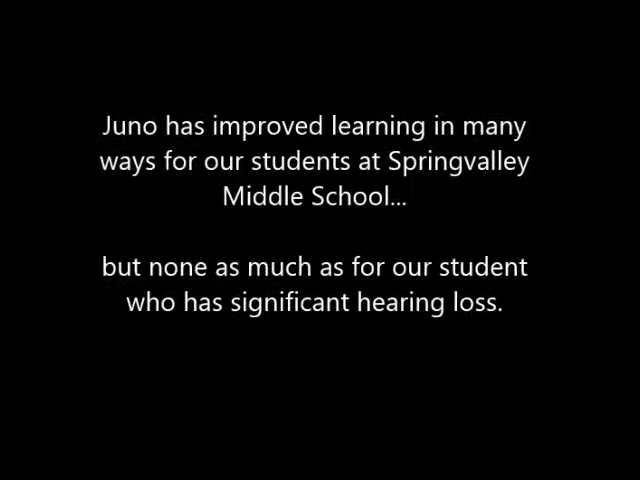 Juno has improved learning in many
ways for our students at Springvalley
Middle School...
but none as much as for our student
who has significant hearing loss.